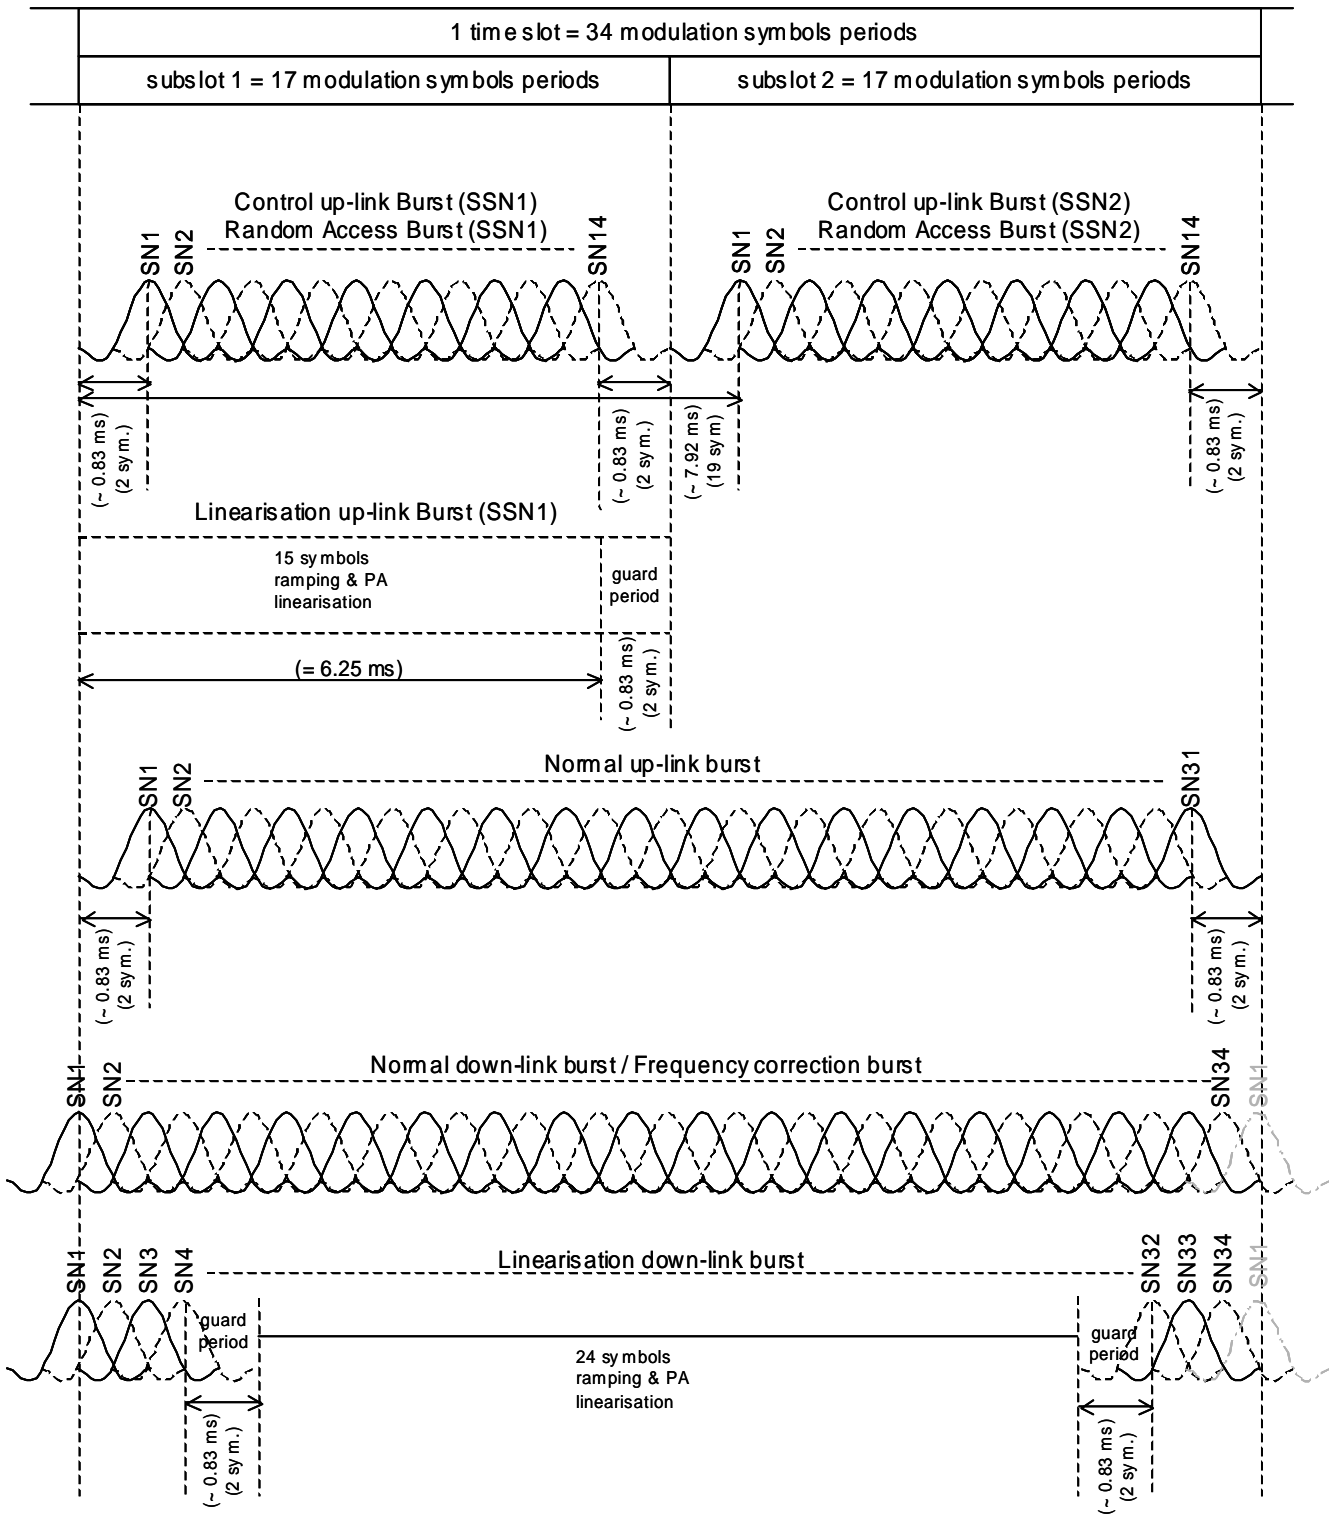 1 time slot = 34 modulation symbols periods
subslot 1 = 17 modulation symbols periods
subslot 2 = 17 modulation symbols periods
Control up-link Burst (SSN1)
Random Access Burst (SSN1)
SN1
SN2
SN14
Control up-link Burst (SSN2)
Random Access Burst (SSN2)
SN1
SN2
SN14
(~ 0.83 ms)
(2 sym.)
(~ 0.83 ms)
(2 sym.)
(~ 7.92 ms)
(19 sym)
(~ 0.83 ms)
(2 sym.)
Linearisation up-link Burst (SSN1)
15 symbols
ramping & PA
linearisation
guard
period
(= 6.25 ms)
(~ 0.83 ms)
(2 sym.)
Normal up-link burst
SN1
SN2
SN31
(~ 0.83 ms)
(2 sym.)
(~ 0.83 ms)
(2 sym.)
Normal down-link burst / Frequency correction burst
SN1
SN2
SN34
SN1
Linearisation down-link burst
SN1
SN2
SN3
SN4
SN32
SN33
SN34
SN1
guard
period
24 symbols
ramping & PA
linearisation
guard
period
(~ 0.83 ms)
(2 sym.)
(~ 0.83 ms)
(2 sym.)